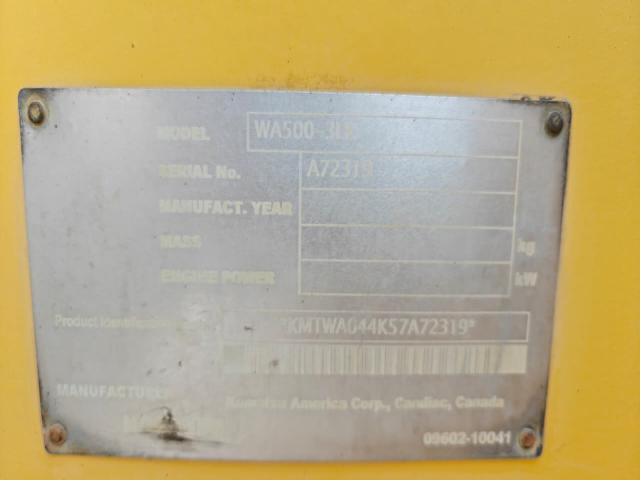 MODEL WA500-3LK
SERIAL No. A72319
MANUFACT. YEAR
MASS kg
ENGINE POWER kW
Product Identification *KMTWA044K57A72319*
MANUFACTURER Komatsu America Corp., Candiac, Canada
09602-10041